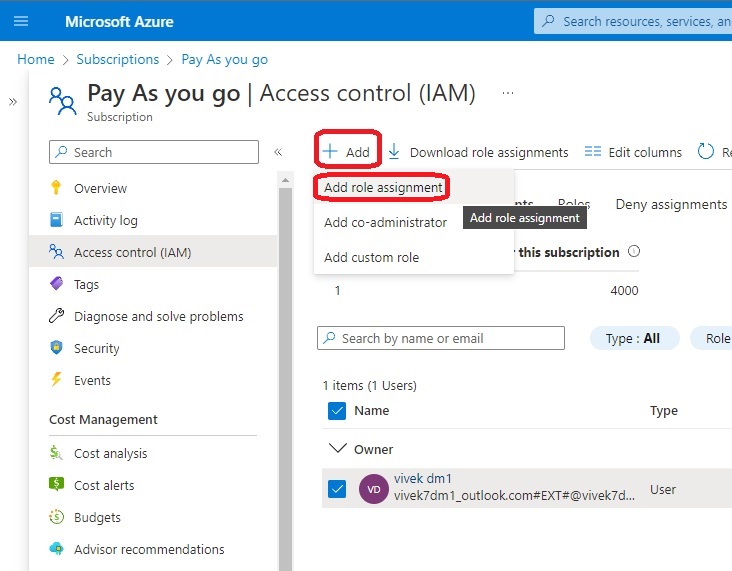 Microsoft Azure
Search resources, services, an
Home > Subscriptions > Pay As you go
Pay As you go | Access control (IAM) ...
Subscription
Search
Add
Download role assignments
Edit columns
Re
Overview
Activity log
Access control (IAM)
Tags
Diagnose and solve problems
Security
Events
Cost Management
Cost analysis
Cost alerts
Budgets
Advisor recommendations
Add role assignment
Add co-administrator
Add custom role
Roles
Deny assignments
Add role assignment
this subscription
1
4000
Search by name or email
Type : All
Role
1 items (1 Users)
Name
Type
Owner
VD
vivek dm1
vivek7dm1_outlook.com#EXT#@vivek7d...
User